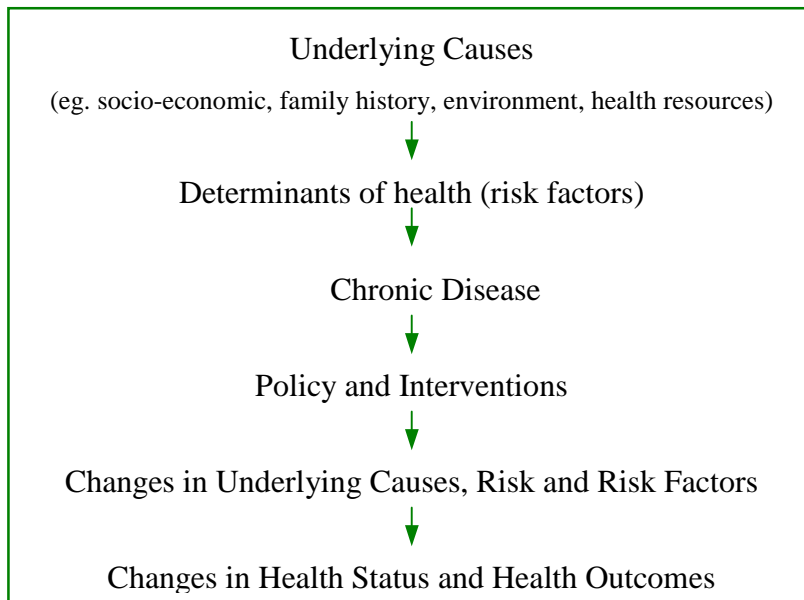 Underlying Causes
(eg. socio-economic, family history, environment, health resources)
Determinants of health (risk factors)
Chronic Disease
Policy and Interventions
Changes in Underlying Causes, Risk and Risk Factors
Changes in Health Status and Health Outcomes